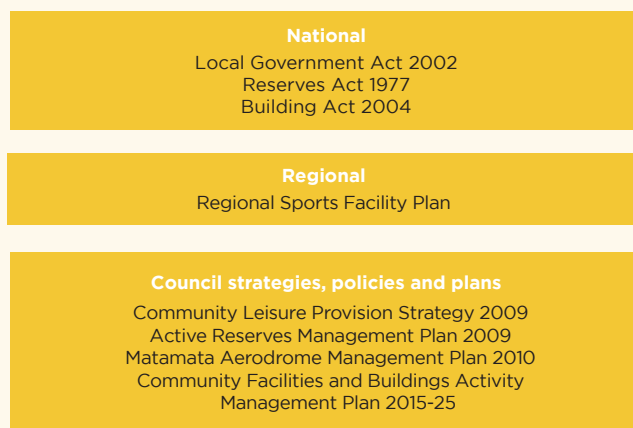 National
Local Government Act 2002
Reserves Act 1977
Building Act 2004
Regional
Regional Sports Facility Plan
Council strategies, policies and plans
Community Leisure Provision Strategy 2009
Active Reserves Management Plan 2009
Matamata Aerodrome Management Plan 2010
Community Facilities and Buildings Activity
Management Plan 2015-25